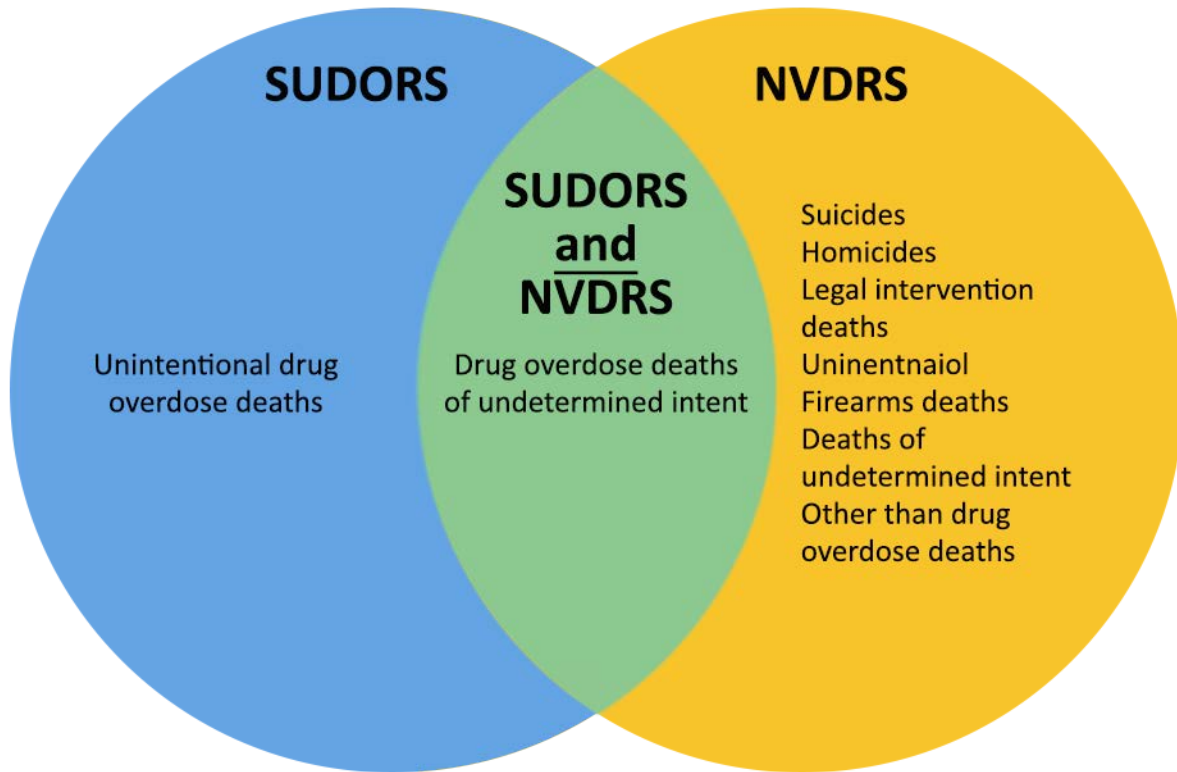 SUDORS
Unintentional drug
overdose deaths
SUDORS
and
NVDRS
Drug overdose deaths
of undetermined intent
NVDRS
Suicides
Homicides
Legal intervention
deaths
Uninentnaiol
Firearms deaths
Deaths of
undetermined intent
Other than drug
overdose deaths